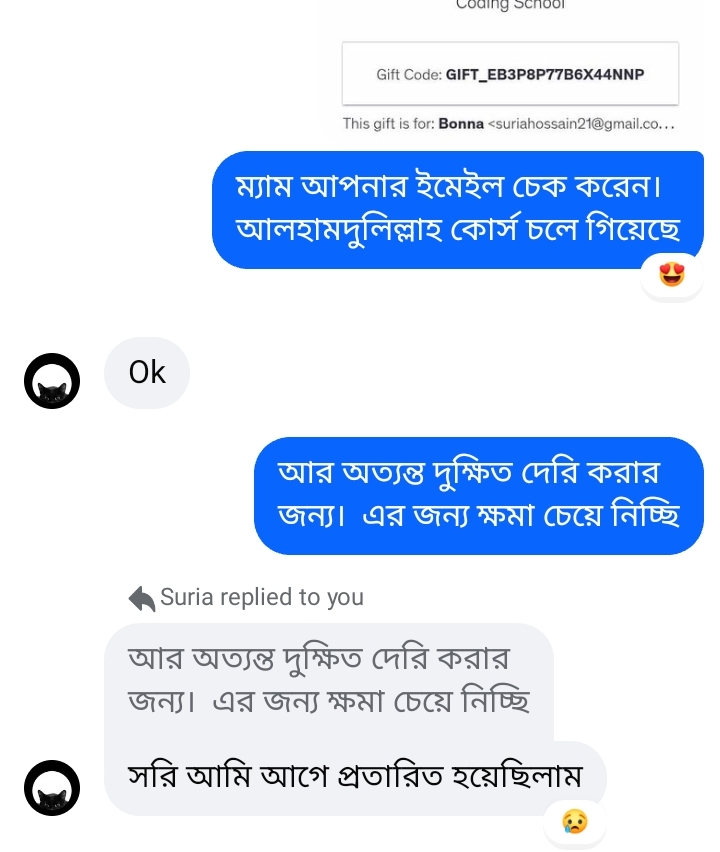 Coding School
Gift Code: GIFT_EB3P8P77B6X44NNP
This gift is for: Bonna <suriahossain21@gmail.co...
ম্যাম আপনার ইমেইল চেক করেন।
আলহামদুলিল্লাহ কোর্স চলে গিয়েছে
Ok
আর অত্যন্ত দুক্ষিত দেরি করার
জন্য। এর জন্য ক্ষমা চেয়ে নিচ্ছি
Suria replied to you
আর অত্যন্ত দুক্ষিত দেরি করার
জন্য। এর জন্য ক্ষমা চেয়ে নিচ্ছি
সরি আমি আগে প্রতারিত হয়েছিলাম